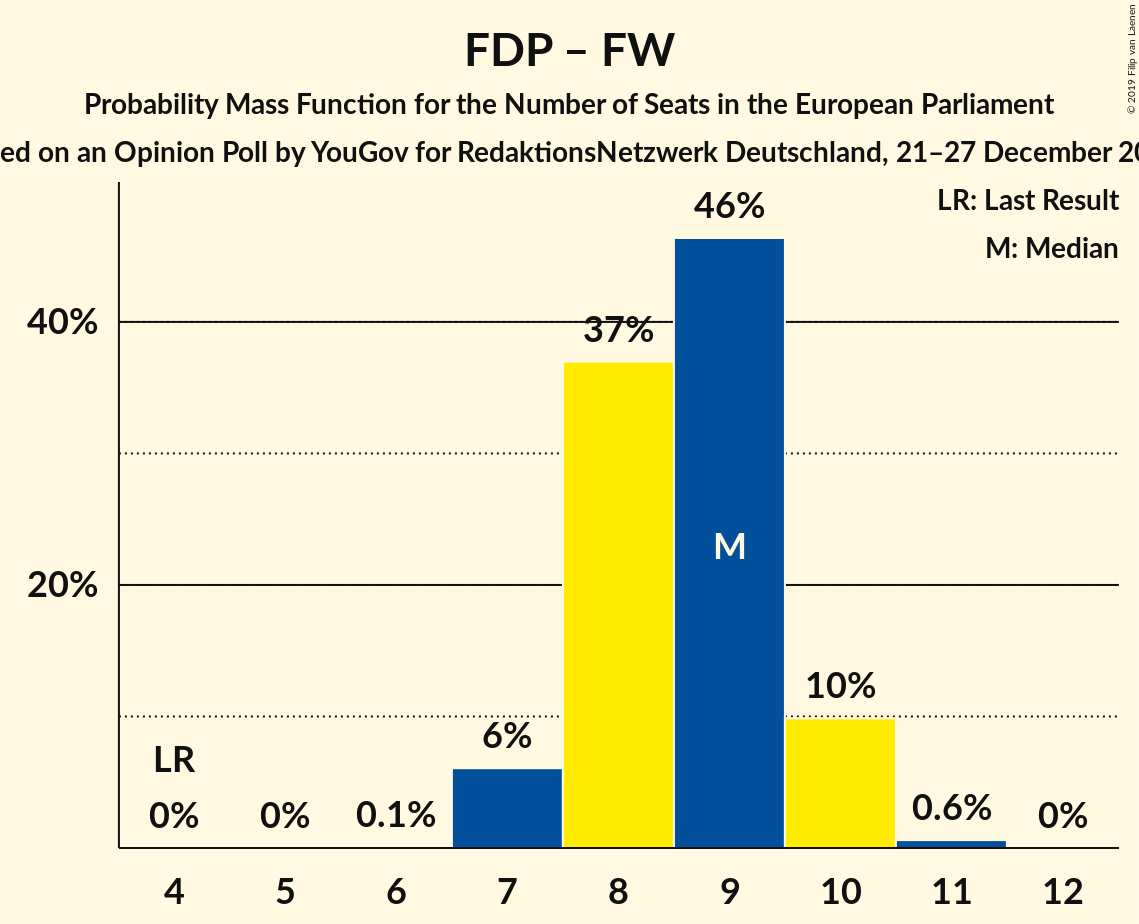 FDP – FW
Probability Mass Function for the Number of Seats in the European Parliament
ed on an Opinion Poll by YouGov for RedaktionsNetzwerk Deutschland, 21–27 December 20
© 2019 Filip van Laenen
LR: Last Result
M: Median
46%
40%
37%
M
20%
10%
6%
LR
0%
0%
0.1%
0.6%
0%
4 5 6 7 8 9 10 11 12